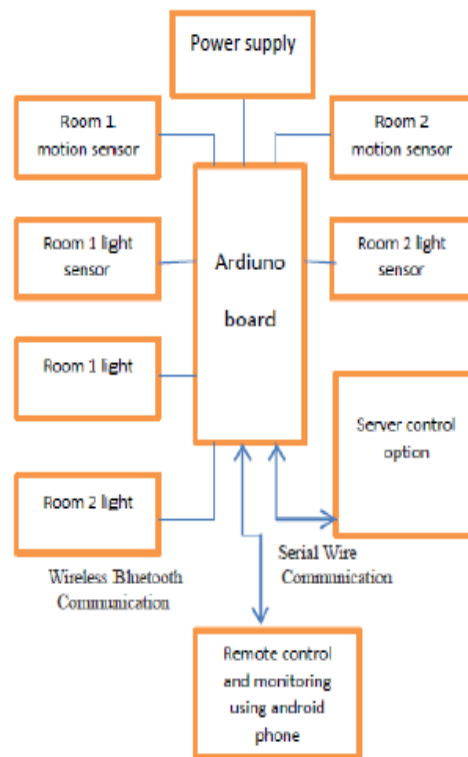 Power supply
Room 1
motion sensor
Room 2
motion sensor
Room 1 light
sensor
Ardiuno
board
Room 2 light
sensor
Room 1 light
Server control
option
Room 2 light
Wireless Bluetooth
Communication
Serial Wire
Communication
Remote control
and monitoring
using android
phone